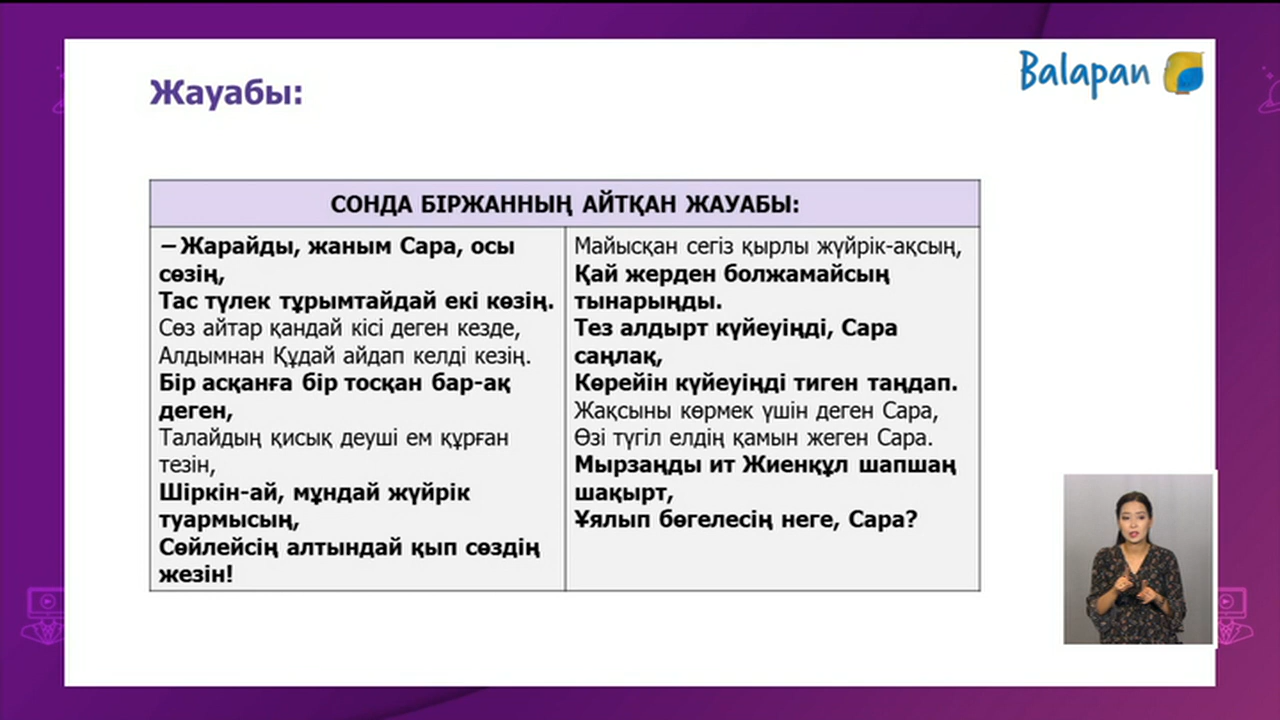 Balapan
Жауабы:
СОНДА БІРЖАННЫҢ АЙТҚАН ЖАУАБЫ:
– Жарайды, жаным Сара, осы
сөзің,
Тас түлек тұрымтайдай екі көзің.
Сөз айтар қандай кісі деген кезде,
Алдымнан Құдай айдап келді кезің.
Бір асқанға бір тосқан бар-ақ
деген,
Талайдың қисық деуші ем құрған
тезін,
Шіркін-ай, мұндай жүйрік
туармысың,
Сөйлейсің алтындай қып сөздің
жезін!
Майысқан сегіз қырлы жүйрік-ақсың,
Қай жерден болжамайсың
тынарыңды.
Тез алдырт күйеуіңді, Сара
саңлақ,
Көрейін күйеуіңді тиген таңдап.
Жақсыны көрмек үшін деген Сара,
Өзі түгіл елдің қамын жеген Сара.
Мырзаңды ит Жиенқұл шапшаң
шақырт,
Ұялып бөгелесің неге, Сара?